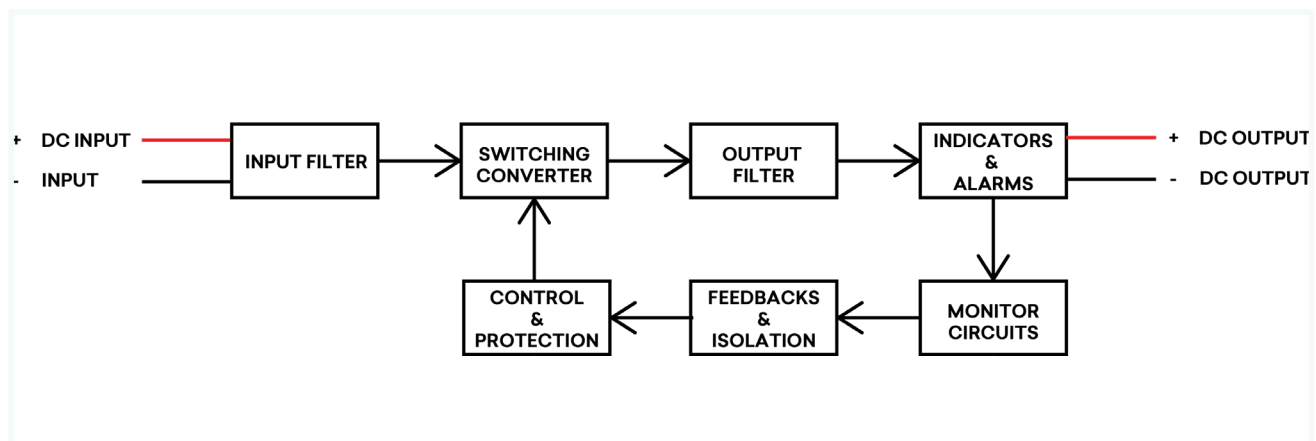 + DC INPUT
- INPUT
INPUT FILTER
SWITCHING
CONVERTER
OUTPUT
FILTER
INDICATORS
&
ALARMS
+ DC OUTPUT
- DC OUTPUT
CONTROL
&
PROTECTION
FEEDBACKS
&
ISOLATION
MONITOR
CIRCUITS